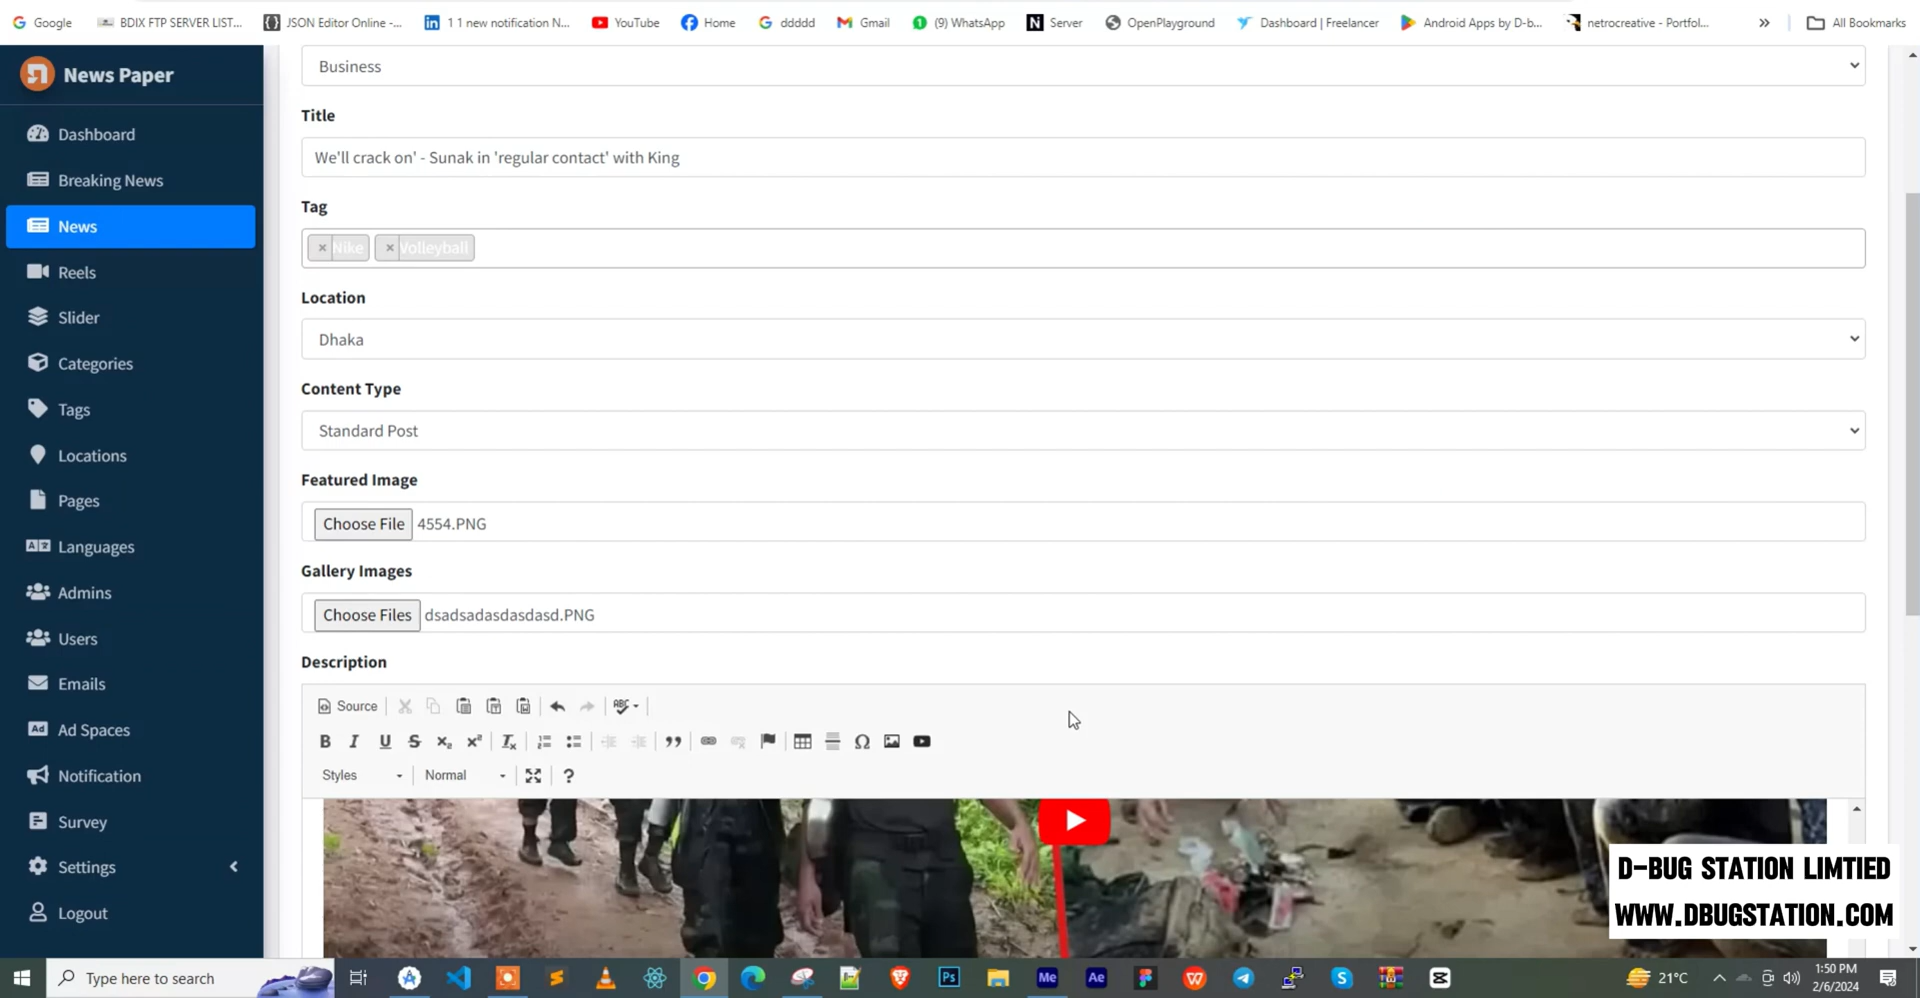 Google
BDIX FTP SERVER LIST...
JSON Editor Online -...
1 1 new notification N...
YouTube
Home
ddddd
Gmail
(9) WhatsApp
Server
OpenPlayground
Dashboard | Freelancer
Android Apps by D-b...
netrocreative - Portfol...
»
All Bookmarks
News Paper
Dashboard
Breaking News
News
Reels
Slider
Categories
Tags
Locations
Pages
Languages
Admins
Users
Emails
Ad Spaces
Notification
Survey
Settings
Logout
Business
Title
We'll crack on' - Sunak in 'regular contact' with King
Tag
× Nike × Volleyball
Location
Dhaka
Content Type
Standard Post
Featured Image
Choose File 4554.PNG
Gallery Images
Choose Files dsadsadasdasdasd.PNG
Description
Source
Styles Normal ?
D-BUG STATION LIMTIED
WWW.DBUGSTATION.COM
Type here to search
21°C
1:50 PM
2/6/2024